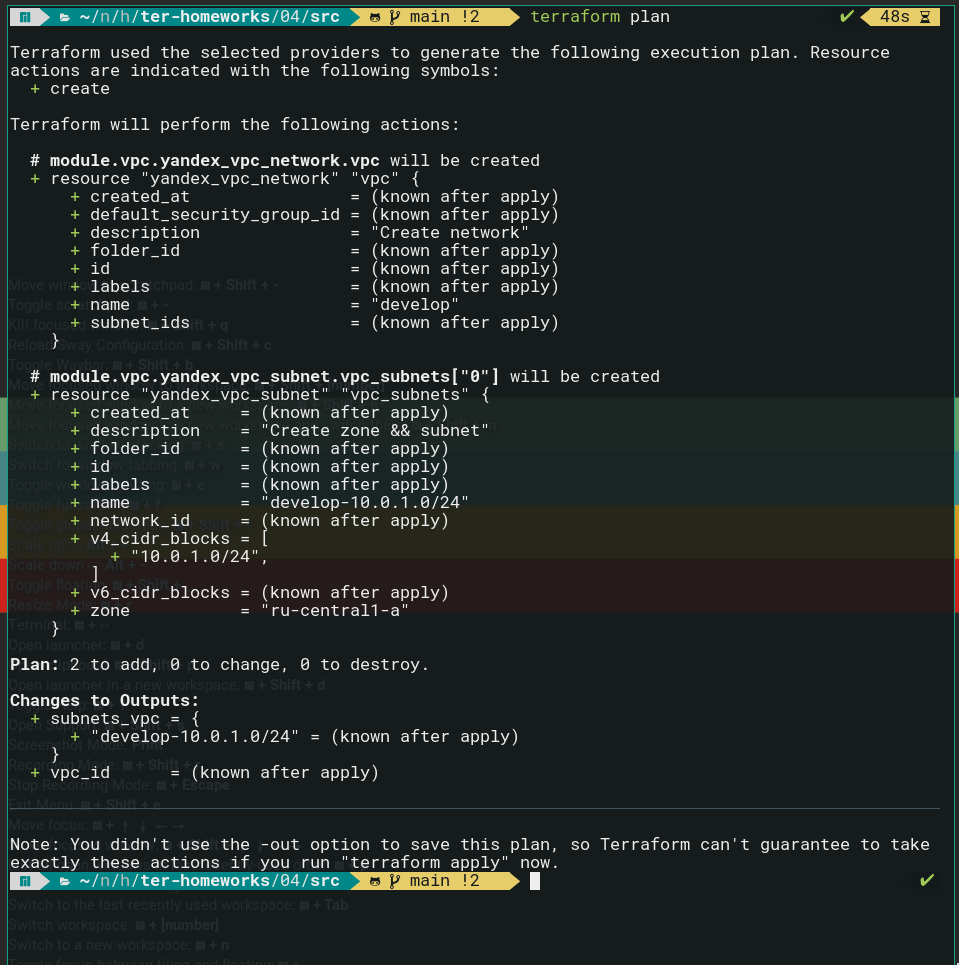 ~/n/h/ter-homeworks/04/src main !2 terraform plan ✔ 48s
Terraform used the selected providers to generate the following execution plan. Resource
actions are indicated with the following symbols:
+ create
Terraform will perform the following actions:
# module.vpc.yandex_vpc_network.vpc will be created
+ resource "yandex_vpc_network" "vpc" {
+ created_at = (known after apply)
+ default_security_group_id = (known after apply)
+ description = "Create network"
+ folder_id = (known after apply)
+ id = (known after apply)
+ labels = (known after apply)
+ name = "develop"
+ subnet_ids = (known after apply)
}
# module.vpc.yandex_vpc_subnet.vpc_subnets["0"] will be created
+ resource "yandex_vpc_subnet" "vpc_subnets" {
+ created_at = (known after apply)
+ description = "Create zone && subnet"
+ folder_id = (known after apply)
+ id = (known after apply)
+ labels = (known after apply)
+ name = "develop-10.0.1.0/24"
+ network_id = (known after apply)
+ v4_cidr_blocks = [
+ "10.0.1.0/24",
]
+ v6_cidr_blocks = (known after apply)
+ zone = "ru-central1-a"
}
Plan: 2 to add, 0 to change, 0 to destroy.
Changes to Outputs:
+ subnets_vpc = {
+ "develop-10.0.1.0/24" = (known after apply)
}
+ vpc_id = (known after apply)
Note: You didn't use the -out option to save this plan, so Terraform can't guarantee to take
exactly these actions if you run "terraform apply" now.
~/n/h/ter-homeworks/04/src main !2 ✔
Switch to the last recently used workspace: + Tab
Switch workspace: + [number]
Switch to a new workspace: + n